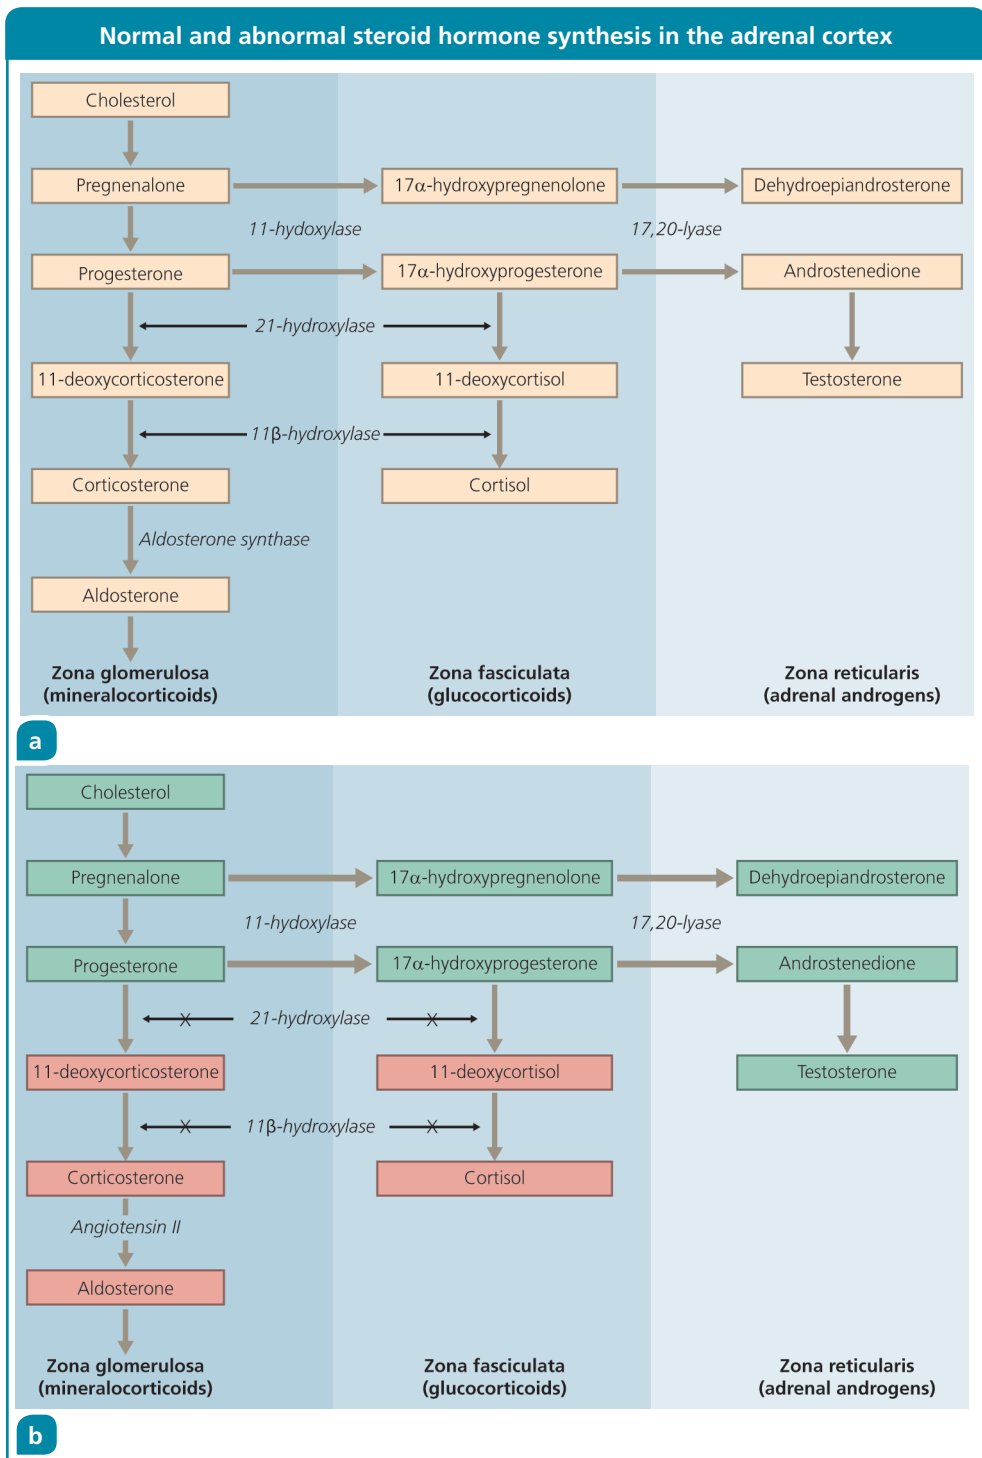 Normal and abnormal steroid hormone synthesis in the adrenal cortex
Cholesterol
Pregnenalone
17α-hydroxypregnenolone
Dehydroepiandrosterone
11-hydoxylase
17,20-lyase
Progesterone
17α-hydroxyprogesterone
Androstenedione
21-hydroxylase
11-deoxycorticosterone
11-deoxycortisol
Testosterone
11β-hydroxylase
Corticosterone
Cortisol
Aldosterone synthase
Aldosterone
Zona glomerulosa
(mineralocorticoids)
Zona fasciculata
(glucocorticoids)
Zona reticularis
(adrenal androgens)
a
Cholesterol
Pregnenalone
17α-hydroxypregnenolone
Dehydroepiandrosterone
11-hydoxylase
17,20-lyase
Progesterone
17α-hydroxyprogesterone
Androstenedione
X
21-hydroxylase
X
11-deoxycorticosterone
11-deoxycortisol
Testosterone
X
11β-hydroxylase
X
Corticosterone
Cortisol
Angiotensin II
Aldosterone
Zona glomerulosa
(mineralocorticoids)
Zona fasciculata
(glucocorticoids)
Zona reticularis
(adrenal androgens)
b